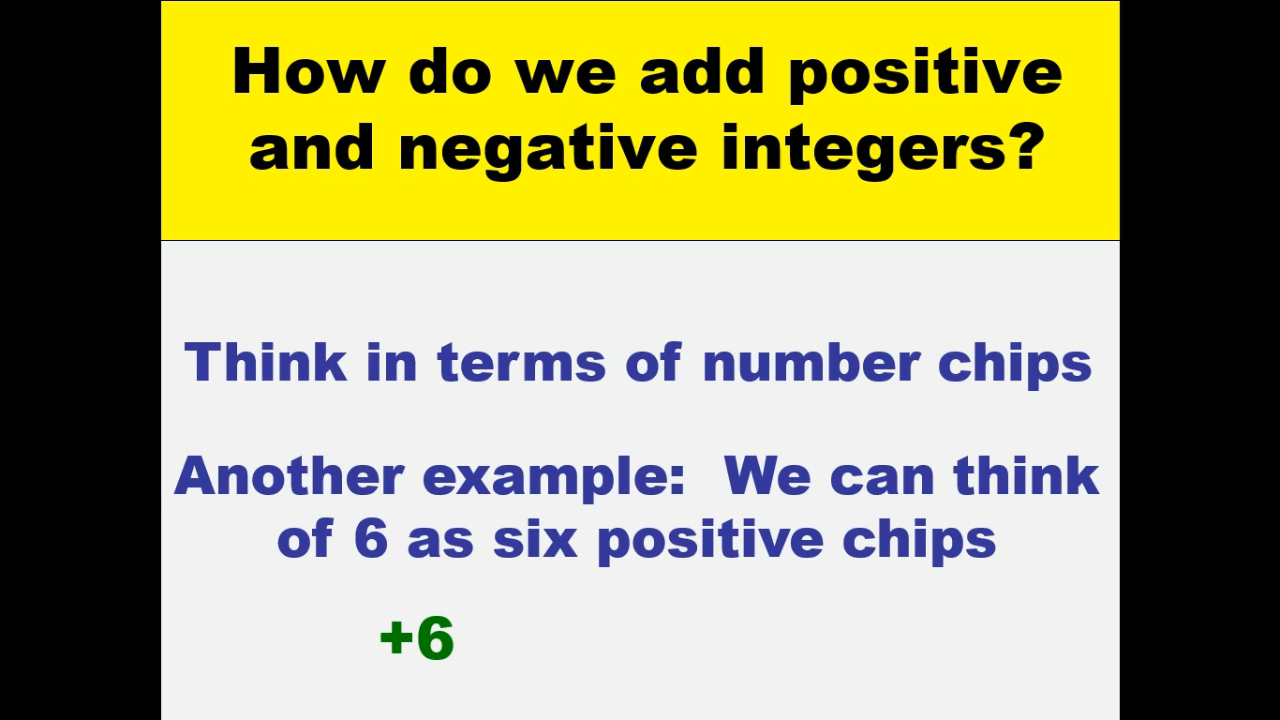 How do we add positive
and negative integers?
Think in terms of number chips
Another example:  We can think
of 6 as six positive chips
+6